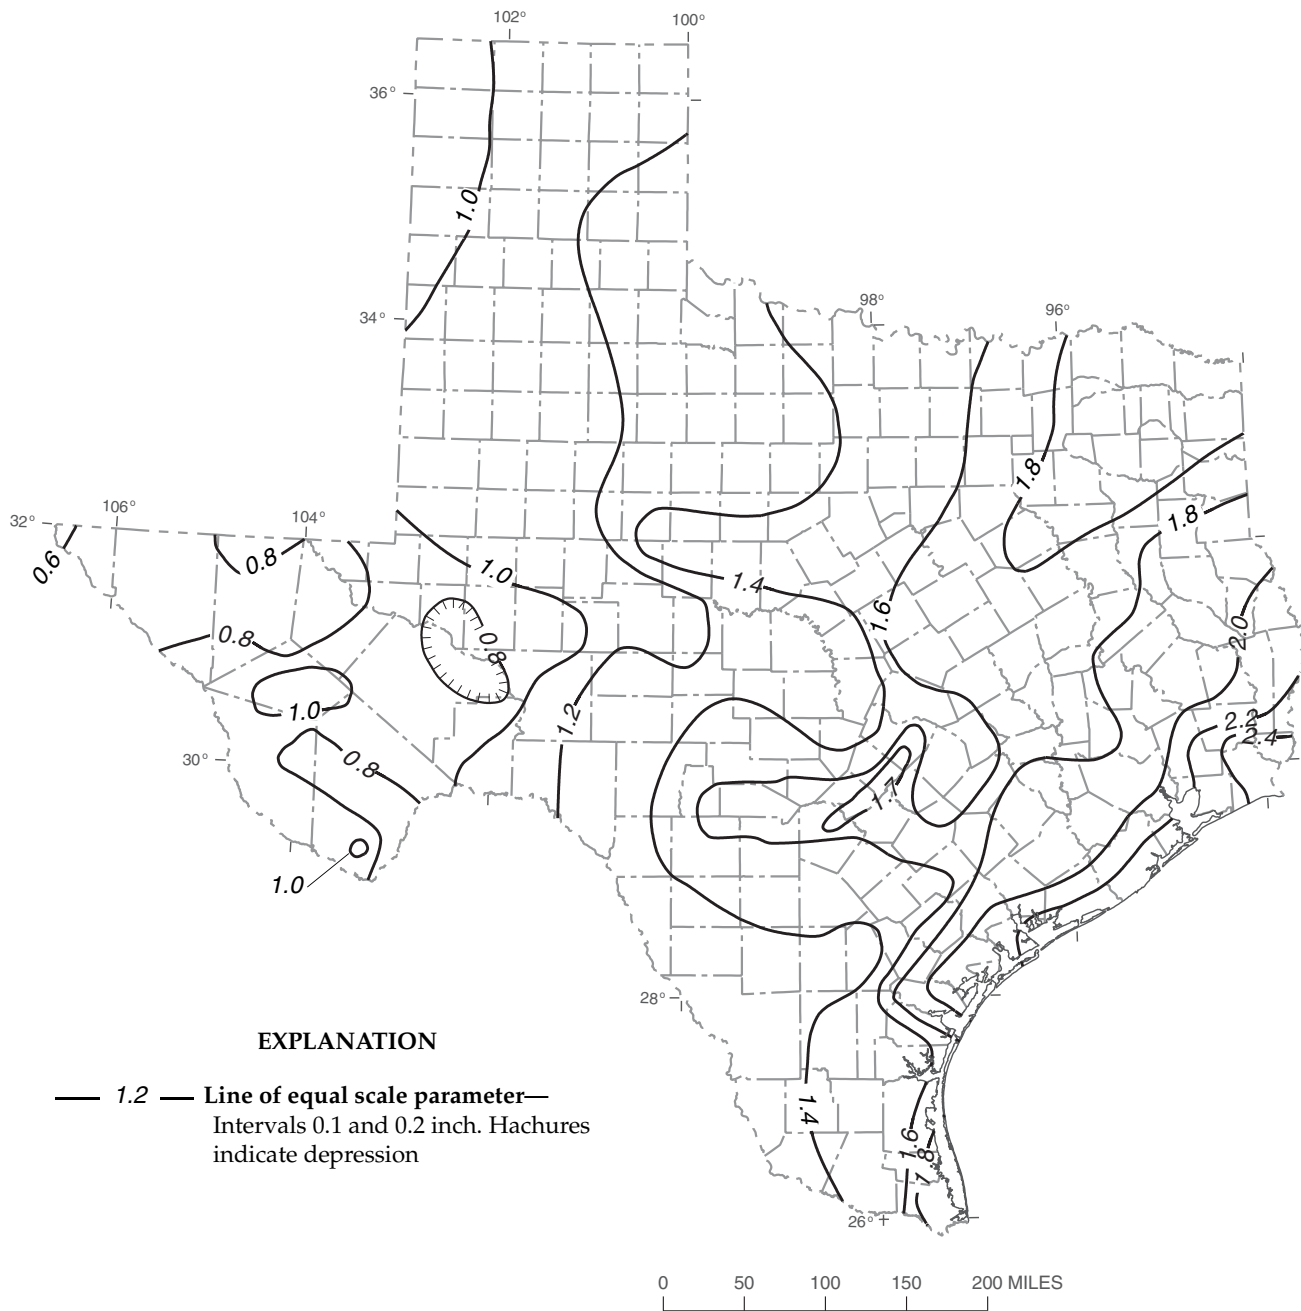 102° 100°
36°
1.0
34° 98° 96°
1.8
32° 106° 104° 1.8
0.6 0.8 1.0
1.4
1.6
0.8 0.8 2.0
1.0 1.2 2.2
2.4
30° 0.8
1.7
1.0
28°
EXPLANATION
1.2 Line of equal scale parameter—
Intervals 0.1 and 0.2 inch. Hachures
indicate depression
1.4
1.6
1.8
26°
0 50 100 150 200 MILES